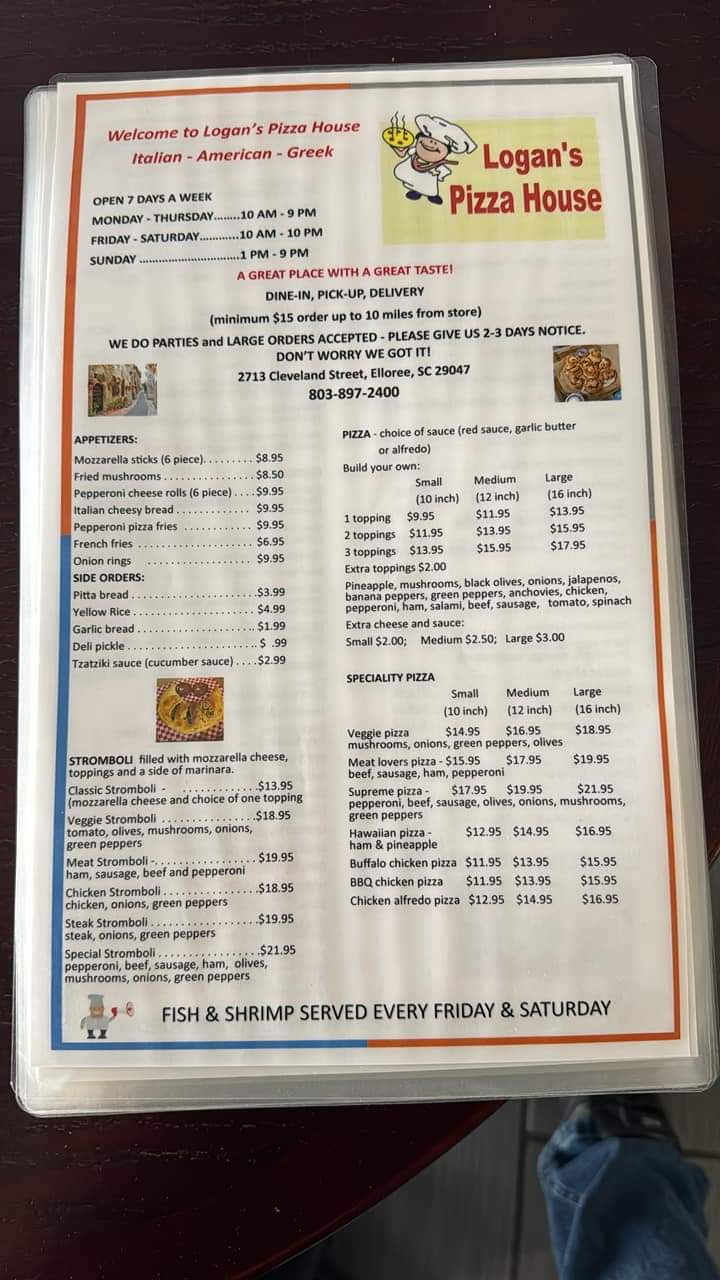 Welcome to Logan's Pizza House
Italian - American - Greek
Logan's
Pizza House
OPEN 7 DAYS A WEEK
MONDAY - THURSDAY........10 AM - 9 PM
FRIDAY - SATURDAY............10 AM - 10 PM
SUNDAY ...............................1 PM - 9 PM
A GREAT PLACE WITH A GREAT TASTE!
DINE-IN, PICK-UP, DELIVERY
(minimum $15 order up to 10 miles from store)
WE DO PARTIES and LARGE ORDERS ACCEPTED - PLEASE GIVE US 2-3 DAYS NOTICE.
DON'T WORRY WE GOT IT!
2713 Cleveland Street, Elloree, SC 29047
803-897-2400
APPETIZERS:
Mozzarella sticks (6 piece). . . . . . . . . $8.95
Fried mushrooms . . . . . . . . . . . . . . . $8.50
Pepperoni cheese rolls (6 piece) . . . . $9.95
Italian cheesy bread . . . . . . . . . . . . . $9.95
Pepperoni pizza fries . . . . . . . . . . . . $9.95
French fries . . . . . . . . . . . . . . . . . . . $6.95
Onion rings . . . . . . . . . . . . . . . . . . $9.95
SIDE ORDERS:
Pitta bread . . . . . . . . . . . . . . . . . . . . .$3.99
Yellow Rice . . . . . . . . . . . . . . . . . . . . $4.99
Garlic bread . . . . . . . . . . . . . . . . . . . .$1.99
Deli pickle . . . . . . . . . . . . . . . . . . . . . $ .99
Tzatziki sauce (cucumber sauce) . . . .$2.99
STROMBOLI filled with mozzarella cheese,
toppings and a side of marinara.
Classic Stromboli - . . . . . . . . . . . . .$13.95
(mozzarella cheese and choice of one topping
Veggie Stromboli . . . . . . . . . . . . . . . .$18.95
tomato, olives, mushrooms, onions,
green peppers
Meat Stromboli -. . . . . . . . . . . . . . . . . $19.95
ham, sausage, beef and pepperoni
Chicken Stromboli . . . . . . . . . . . . . . . .$18.95
chicken, onions, green peppers
Steak Stromboli . . . . . . . . . . . . . . . . . .$19.95
steak, onions, green peppers
Special Stromboli . . . . . . . . . . . . . . . . .$21.95
pepperoni, beef, sausage, ham, olives,
mushrooms, onions, green peppers
PIZZA - choice of sauce (red sauce, garlic butter
or alfredo)
Build your own:
Small Medium Large
(10 inch) (12 inch) (16 inch)
1 topping $9.95 $11.95 $13.95
2 toppings $11.95 $13.95 $15.95
3 toppings $13.95 $15.95 $17.95
Extra toppings $2.00
Pineapple, mushrooms, black olives, onions, jalapenos,
banana peppers, green peppers, anchovies, chicken,
pepperoni, ham, salami, beef, sausage, tomato, spinach
Extra cheese and sauce:
Small $2.00; Medium $2.50; Large $3.00
SPECIALITY PIZZA
Small Medium Large
(10 inch) (12 inch) (16 inch)
Veggie pizza $14.95 $16.95 $18.95
mushrooms, onions, green peppers, olives
Meat lovers pizza - $15.95 $17.95 $19.95
beef, sausage, ham, pepperoni
Supreme pizza - $17.95 $19.95 $21.95
pepperoni, beef, sausage, olives, onions, mushrooms,
green peppers
Hawaiian pizza - $12.95 $14.95 $16.95
ham & pineapple
Buffalo chicken pizza $11.95 $13.95 $15.95
BBQ chicken pizza $11.95 $13.95 $15.95
Chicken alfredo pizza $12.95 $14.95 $16.95
FISH & SHRIMP SERVED EVERY FRIDAY & SATURDAY